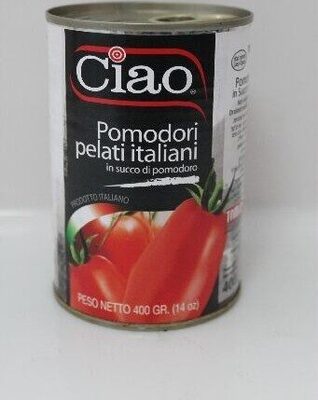 Ciao
Pomodori
pelati italiani
in succo di pomodoro
PRODOTTO ITALIANO
PESO NETTO 400 GR. (14 oz)